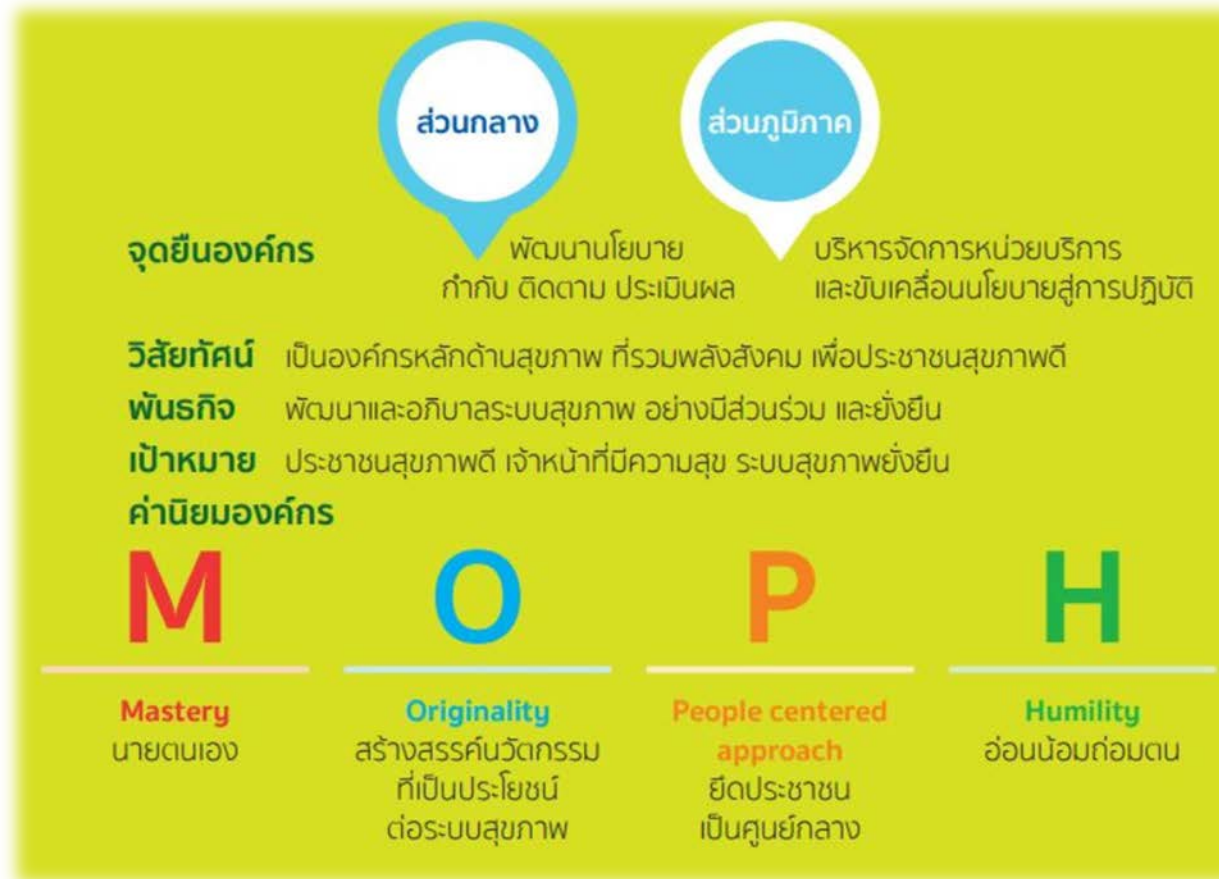 ส่วนกลาง
ส่วนภูมิภาค
จุดยืนองค์กร
พัฒนานโยบาย
กำกับ ติดตาม ประเมินผล
บริหารจัดการหน่วยบริการ
และขับเคลื่อนนโยบายสู่การปฏิบัติ
วิสัยทัศน์ เป็นองค์กรหลักด้านสุขภาพ ที่รวมพลังสังคม เพื่อประชาชนสุขภาพดี
พันธกิจ พัฒนาและอภิบาลระบบสุขภาพ อย่างมีส่วนร่วม และยั่งยืน
เป้าหมาย ประชาชนสุขภาพดี เจ้าหน้าที่มีความสุข ระบบสุขภาพยั่งยืน
ค่านิยมองค์กร
M
O
P
H
Mastery
นายตนเอง
Originality
สร้างสรรค์นวัตกรรม
ที่เป็นประโยชน์
ต่อระบบสุขภาพ
People centered
approach
ยึดประชาชน
เป็นศูนย์กลาง
Humility
อ่อนน้อมถ่อมตน